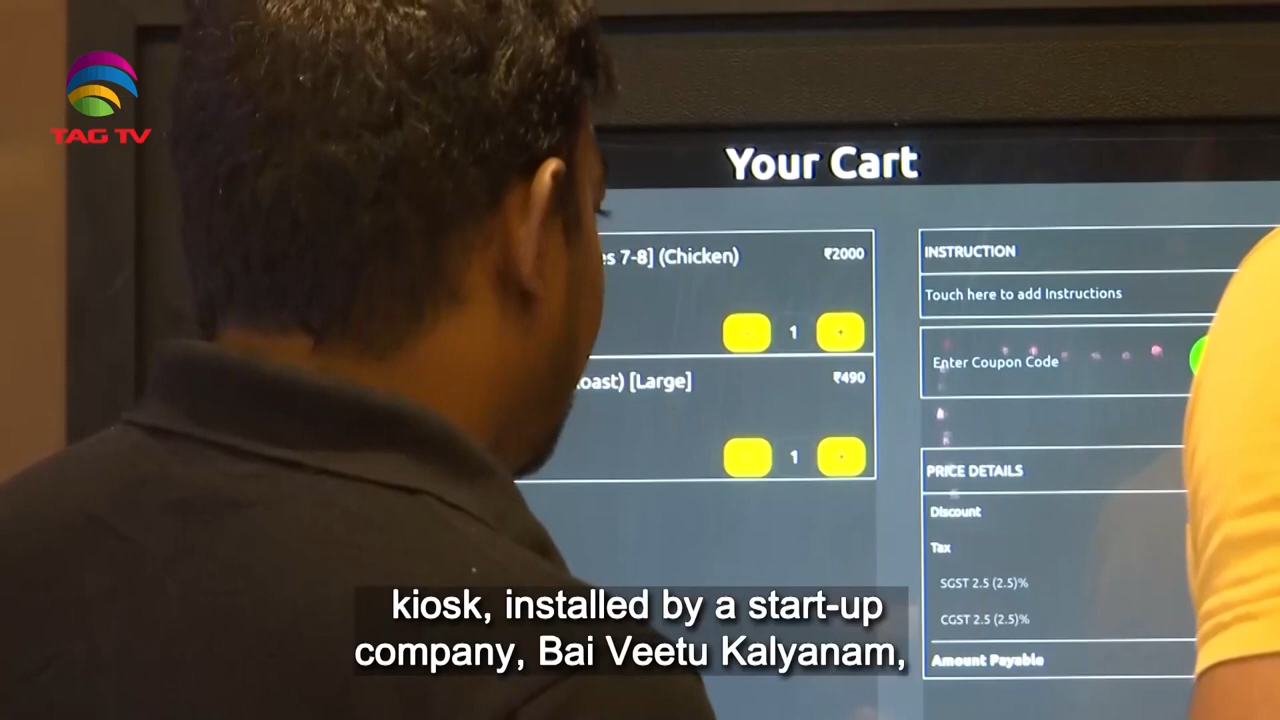 TAG TV
Your Cart
7-8] (Chicken) ₹2000
1 +
[Large] ₹490
1 +
INSTRUCTION
Touch here to add Instructions
Enter Coupon Code
PRICE DETAILS
Discount
Tax
SGST 2.5 (2.5)%
CGST 2.5 (2.5)%
Amount Payable
kiosk, installed by a start-up
company, Bai Veetu Kalyanam,